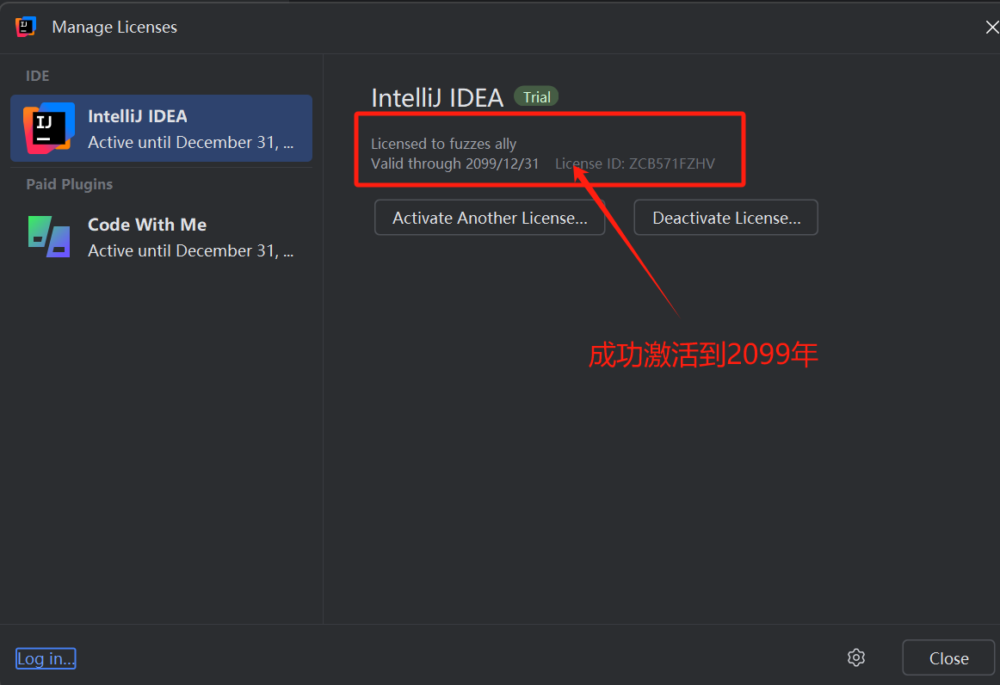 Manage Licenses
IDE
IJ
IntelliJ IDEA
Active until December 31, ...
Paid Plugins
Code With Me
Active until December 31, ...
IntelliJ IDEA Trial
Licensed to fuzzes ally
Valid through 2099/12/31 License ID: ZCB571FZHV
Activate Another License... Deactivate License...
成功激活到2099年
Log in... Close